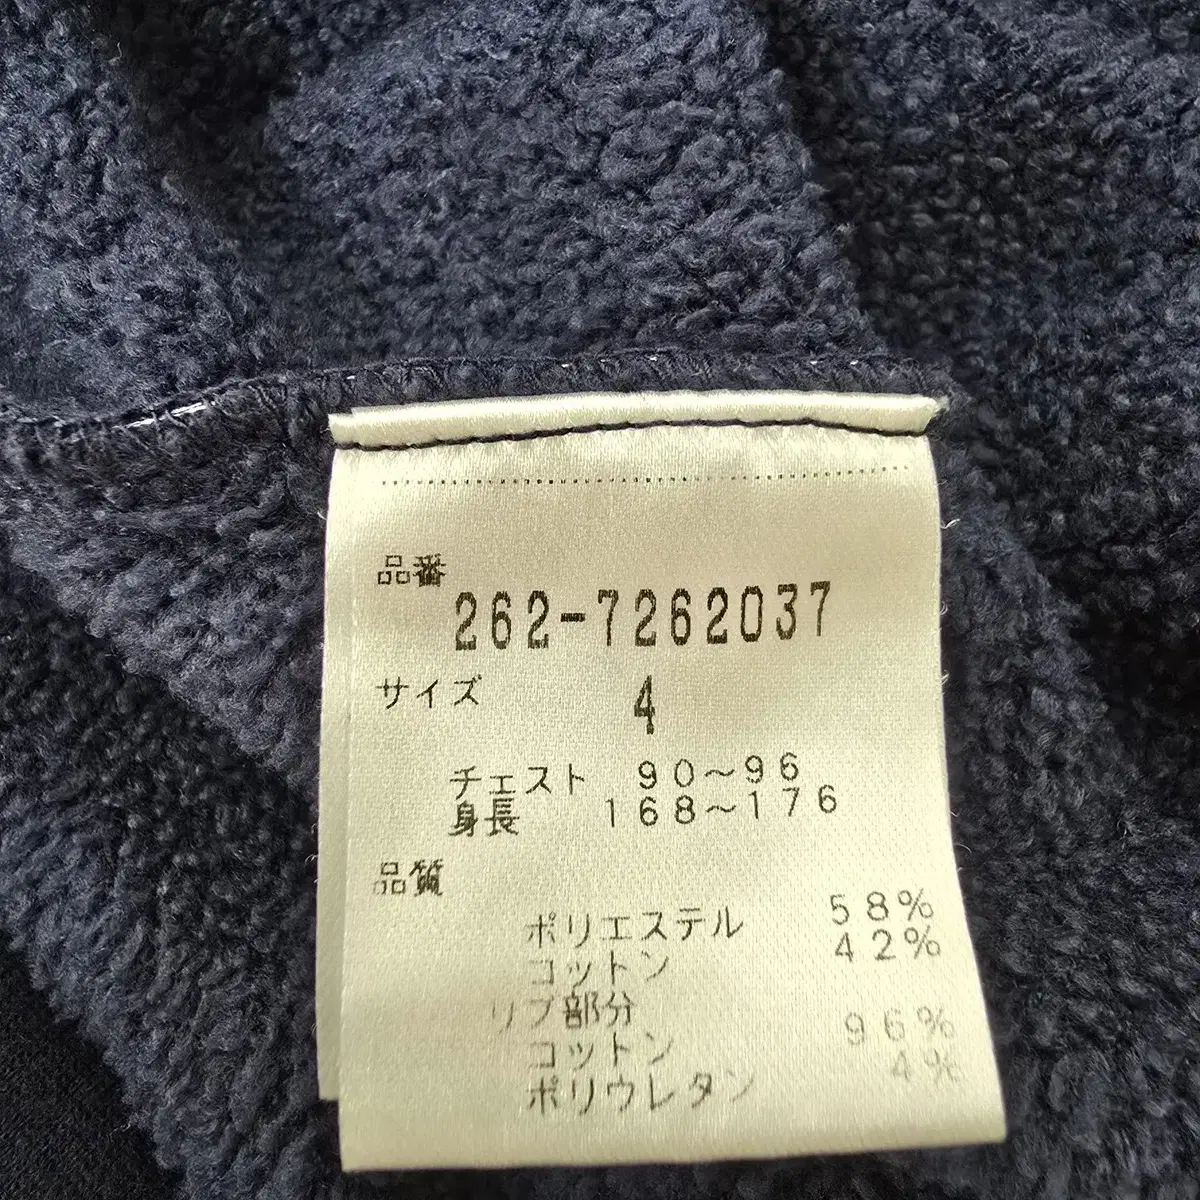 品番
262-7262037
サイズ 4
チェスト 90～96
身長 168～176
品質
ポリエステル 58%
コットン 42%
リブ部分
コットン 96%
ポリウレタン 4%